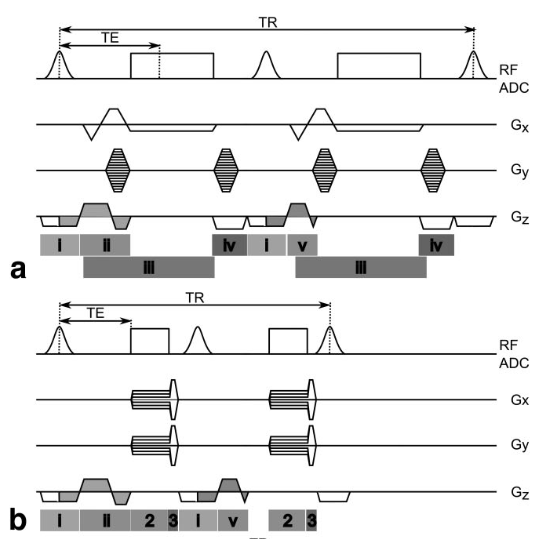 TR
TE
RF
ADC
Gx
Gy
Gz
i ii iv i v iv
a iii iii
TR
TE
RF
ADC
Gx
Gy
Gz
b i ii 2 3 i v 2 3